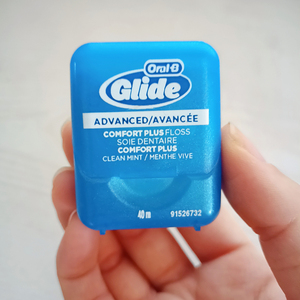 Oral-B
Glide
ADVANCED/AVANCÉE
COMFORT PLUS FLOSS
SOIE DENTAIRE
COMFORT PLUS
CLEAN MINT / MENTHE VIVE
40 m 91526732